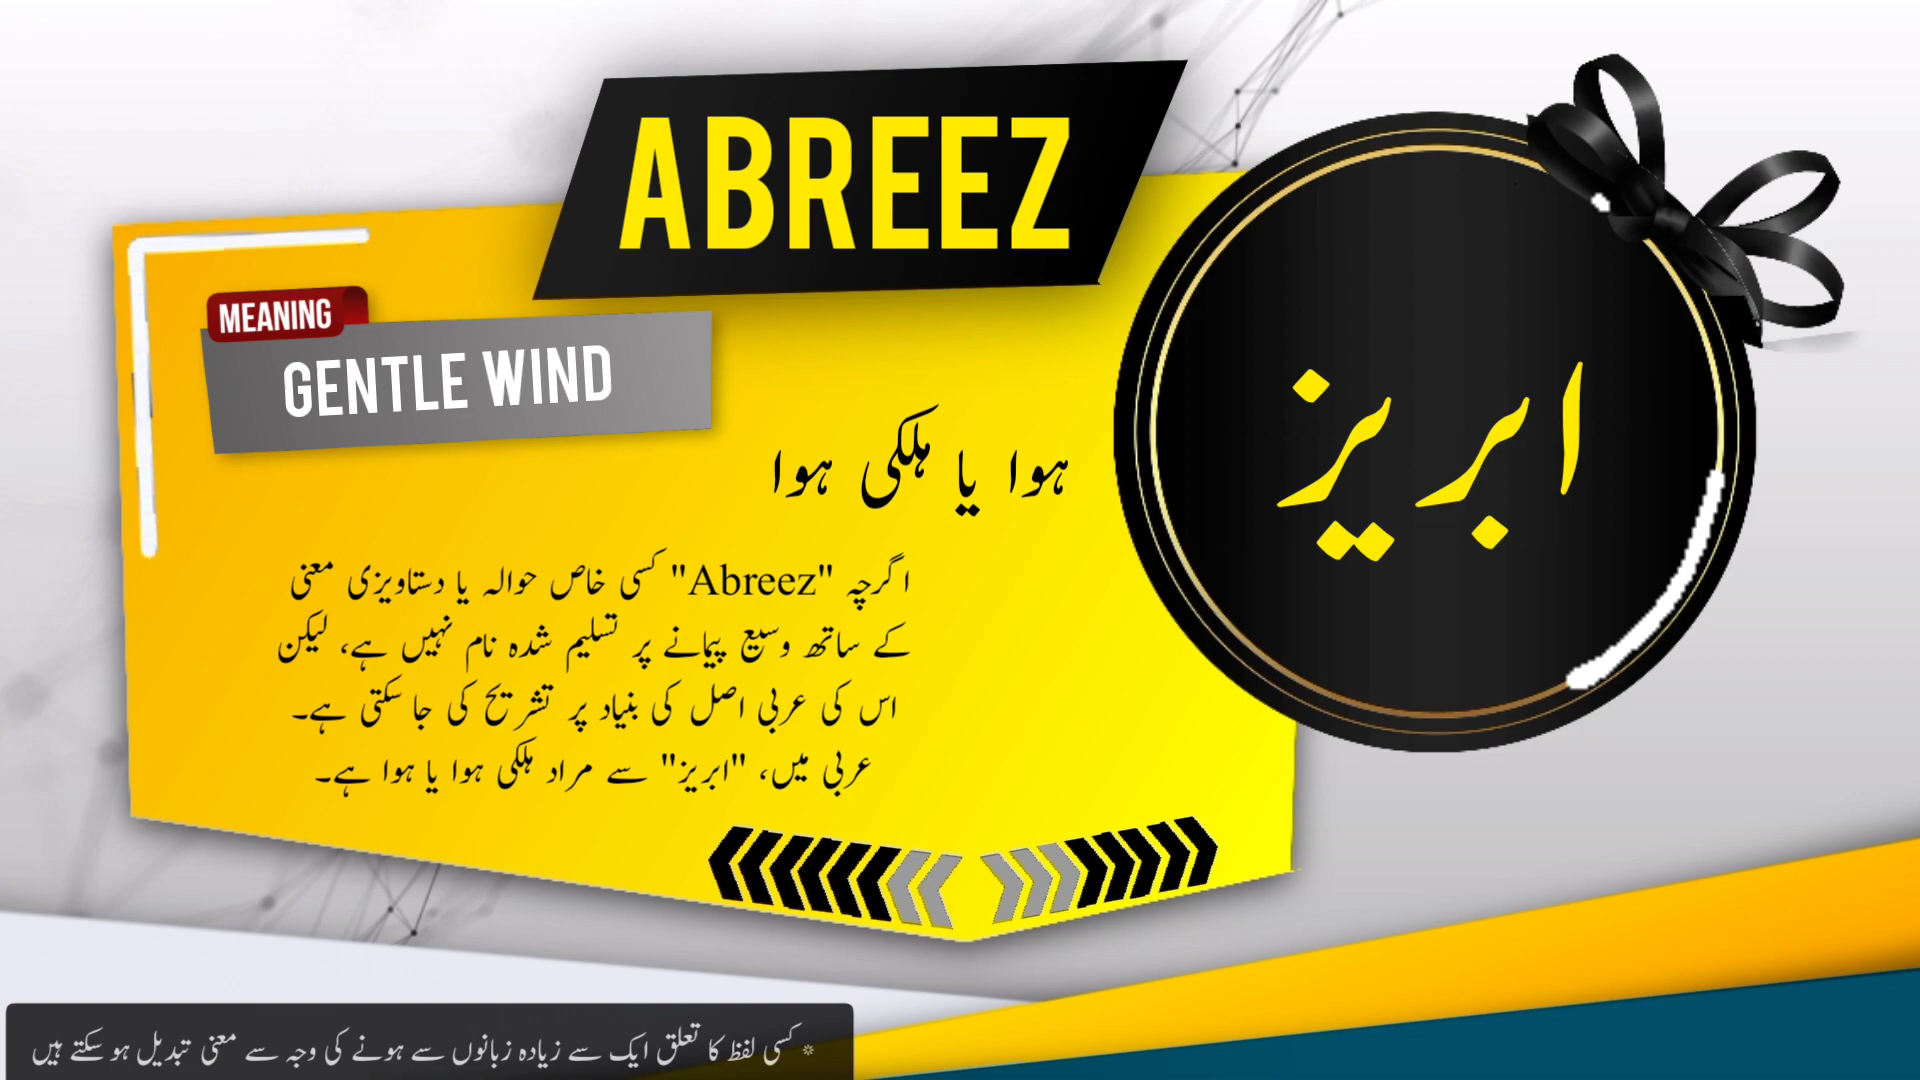 ABREEZ
MEANING
GENTLE WIND
ابریز
ہوا یا ہلکی ہوا
اگرچہ "Abreez" کسی خاص حوالہ یا دستاویزی معنی
کے ساتھ وسیع پیمانے پر تسلیم شدہ نام نہیں ہے، لیکن
اس کی عربی اصل کی بنیاد پر تشریح کی جا سکتی ہے۔
عربی میں، "ابریز" سے مراد ہلکی ہوا یا ہوا ہے۔
* کسی لفظ کا تعلق ایک سے زیادہ زبانوں سے ہونے کی وجہ سے معنی تبدیل ہو سکتے ہیں